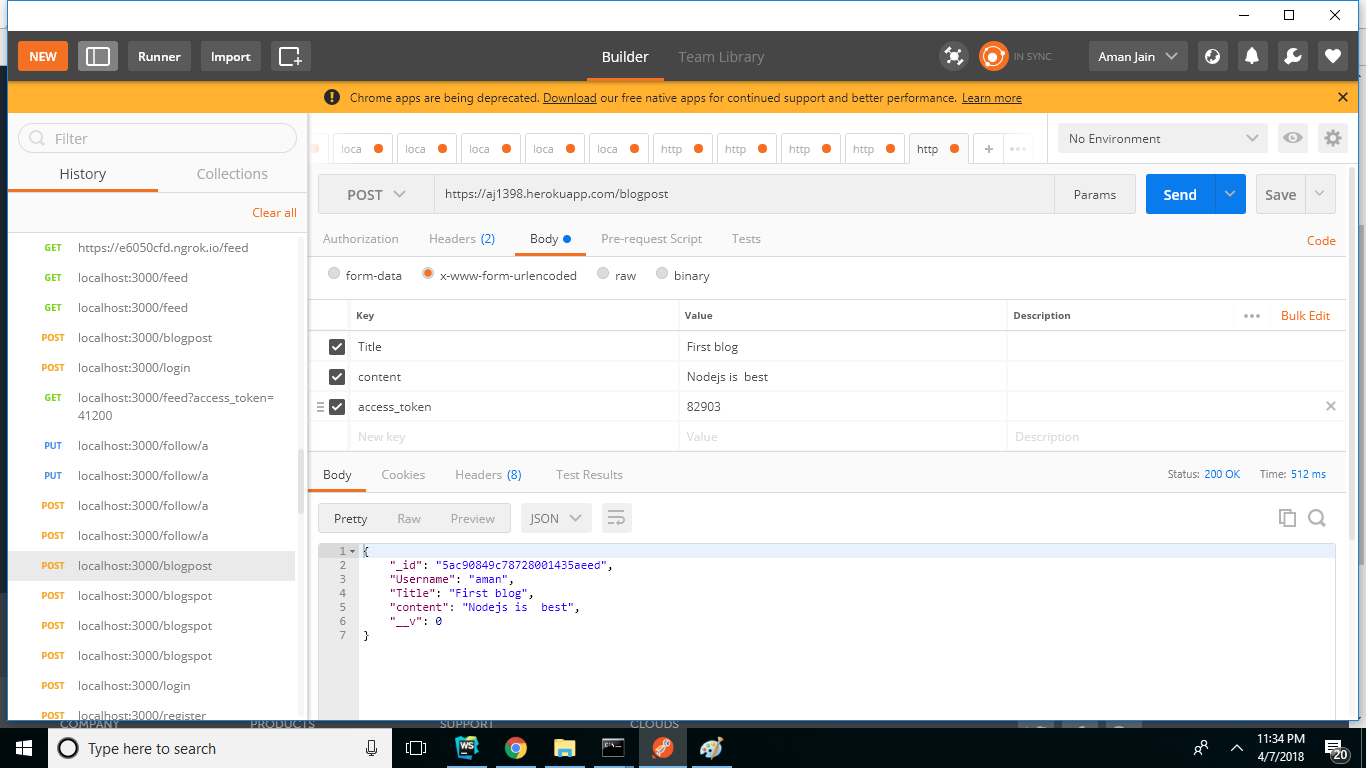 NEW Runner Import Builder Team Library IN SYNC Aman Jain
Chrome apps are being deprecated. Download our free native apps for continued support and better performance. Learn more
Filter
History Collections
Clear all
GET https://e6050cfd.ngrok.io/feed
GET localhost:3000/feed
GET localhost:3000/feed
POST localhost:3000/blogpost
POST localhost:3000/login
GET localhost:3000/feed?access_token=
41200
PUT localhost:3000/follow/a
PUT localhost:3000/follow/a
POST localhost:3000/follow/a
POST localhost:3000/follow/a
POST localhost:3000/blogpost
POST localhost:3000/blogspot
POST localhost:3000/blogspot
POST localhost:3000/blogspot
POST localhost:3000/login
POST localhost:3000/register
loca loca loca loca loca http http http http http + ••• No Environment
POST https://aj1398.herokuapp.com/blogpost Params Send Save
Authorization Headers (2) Body Pre-request Script Tests Code
form-data x-www-form-urlencoded raw binary
Key Value Description ••• Bulk Edit
Title First blog
content Nodejs is  best
access_token 82903
New key Value Description
Body Cookies Headers (8) Test Results Status: 200 OK Time: 512 ms
Pretty Raw Preview JSON
1 {
2 "_id": "5ac90849c78728001435aeed",
3 "Username": "aman",
4 "Title": "First blog",
5 "content": "Nodejs is  best",
6 "__v": 0
7 }
COMPANY PRODUCTS SUPPORT CLOUDS
Type here to search WS 11:34 PM
4/7/2018
20